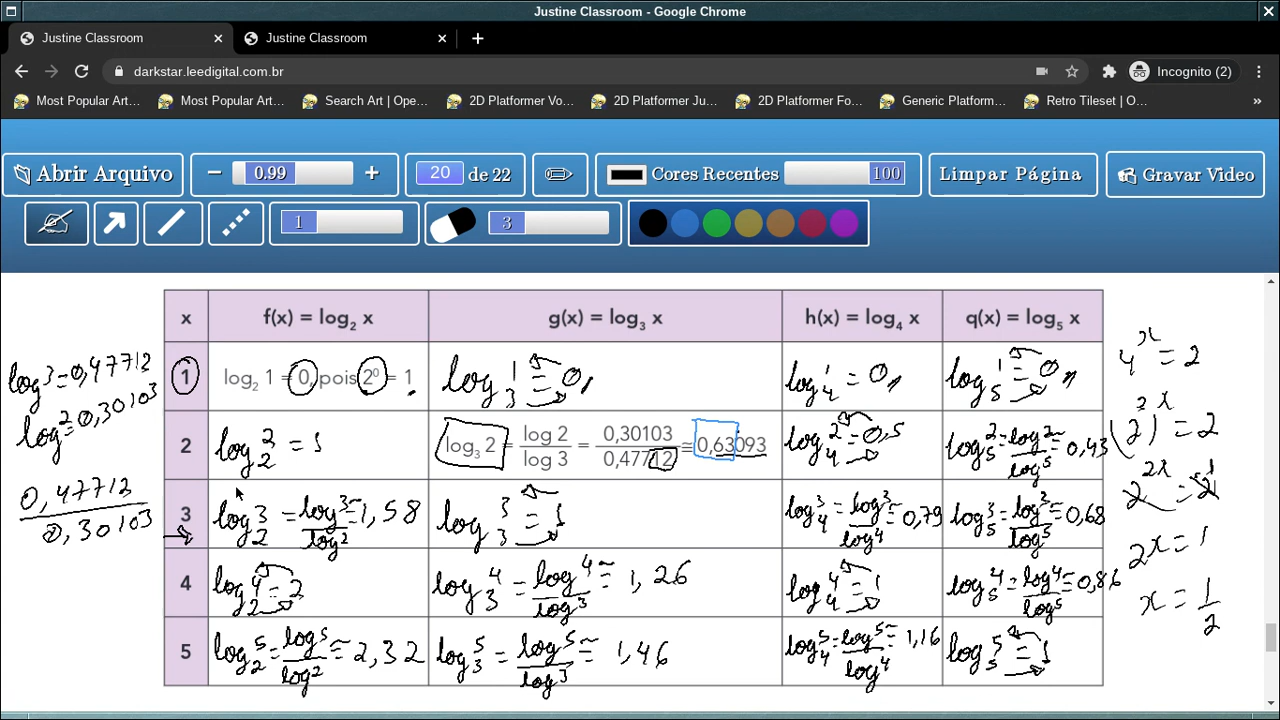 Justine Classroom - Google Chrome
Justine Classroom
Justine Classroom
darkstar.leedigital.com.br
Incognito (2)
Most Popular Art...
Most Popular Art...
Search Art | Ope...
2D Platformer Vo...
2D Platformer Ju...
2D Platformer Fo...
Generic Platform...
Retro Tileset | O...
Abrir Arquivo
0.99
20 de 22
Cores Recentes
100
Limpar Página
Gravar Video
1
3
x f(x) = log₂ x g(x) = log₃ x h(x) = log₄ x q(x) = log₅ x
1 log₂ 1 = 0, pois 2⁰ = 1. log₃ 1 = 0, log₄ 1 = 0, log₅ 1 = 0,
2 log₂ 2 = 1 log₃ 2 = log 2 / log 3 = 0,30103 / 0,47712 ≅ 0,63093 log₄ 2 = 0,5 log₅ 2 = log 2 / log 5 ≅ 0,43
3 log₂ 3 = log 3 / log 2 ≅ 1,58 log₃ 3 = 1 log₄ 3 = log 3 / log 4 ≅ 0,79 log₅ 3 = log 3 / log 5 ≅ 0,68
4 log₂ 4 = 2 log₃ 4 = log 4 / log 3 ≅ 1,26 log₄ 4 = 1 log₅ 4 = log 4 / log 5 ≅ 0,86
5 log₂ 5 = log 5 / log 2 ≅ 2,32 log₃ 5 = log 5 / log 3 ≅ 1,46 log₄ 5 = log 5 / log 4 ≅ 1,16 log₅ 5 = 1
log 3 = 0,47712
log 2 = 0,30103
0,47712
0,30103
4ˣ = 2
(2²)ˣ = 2
2²ˣ = 2¹
2x = 1
x = 1/2